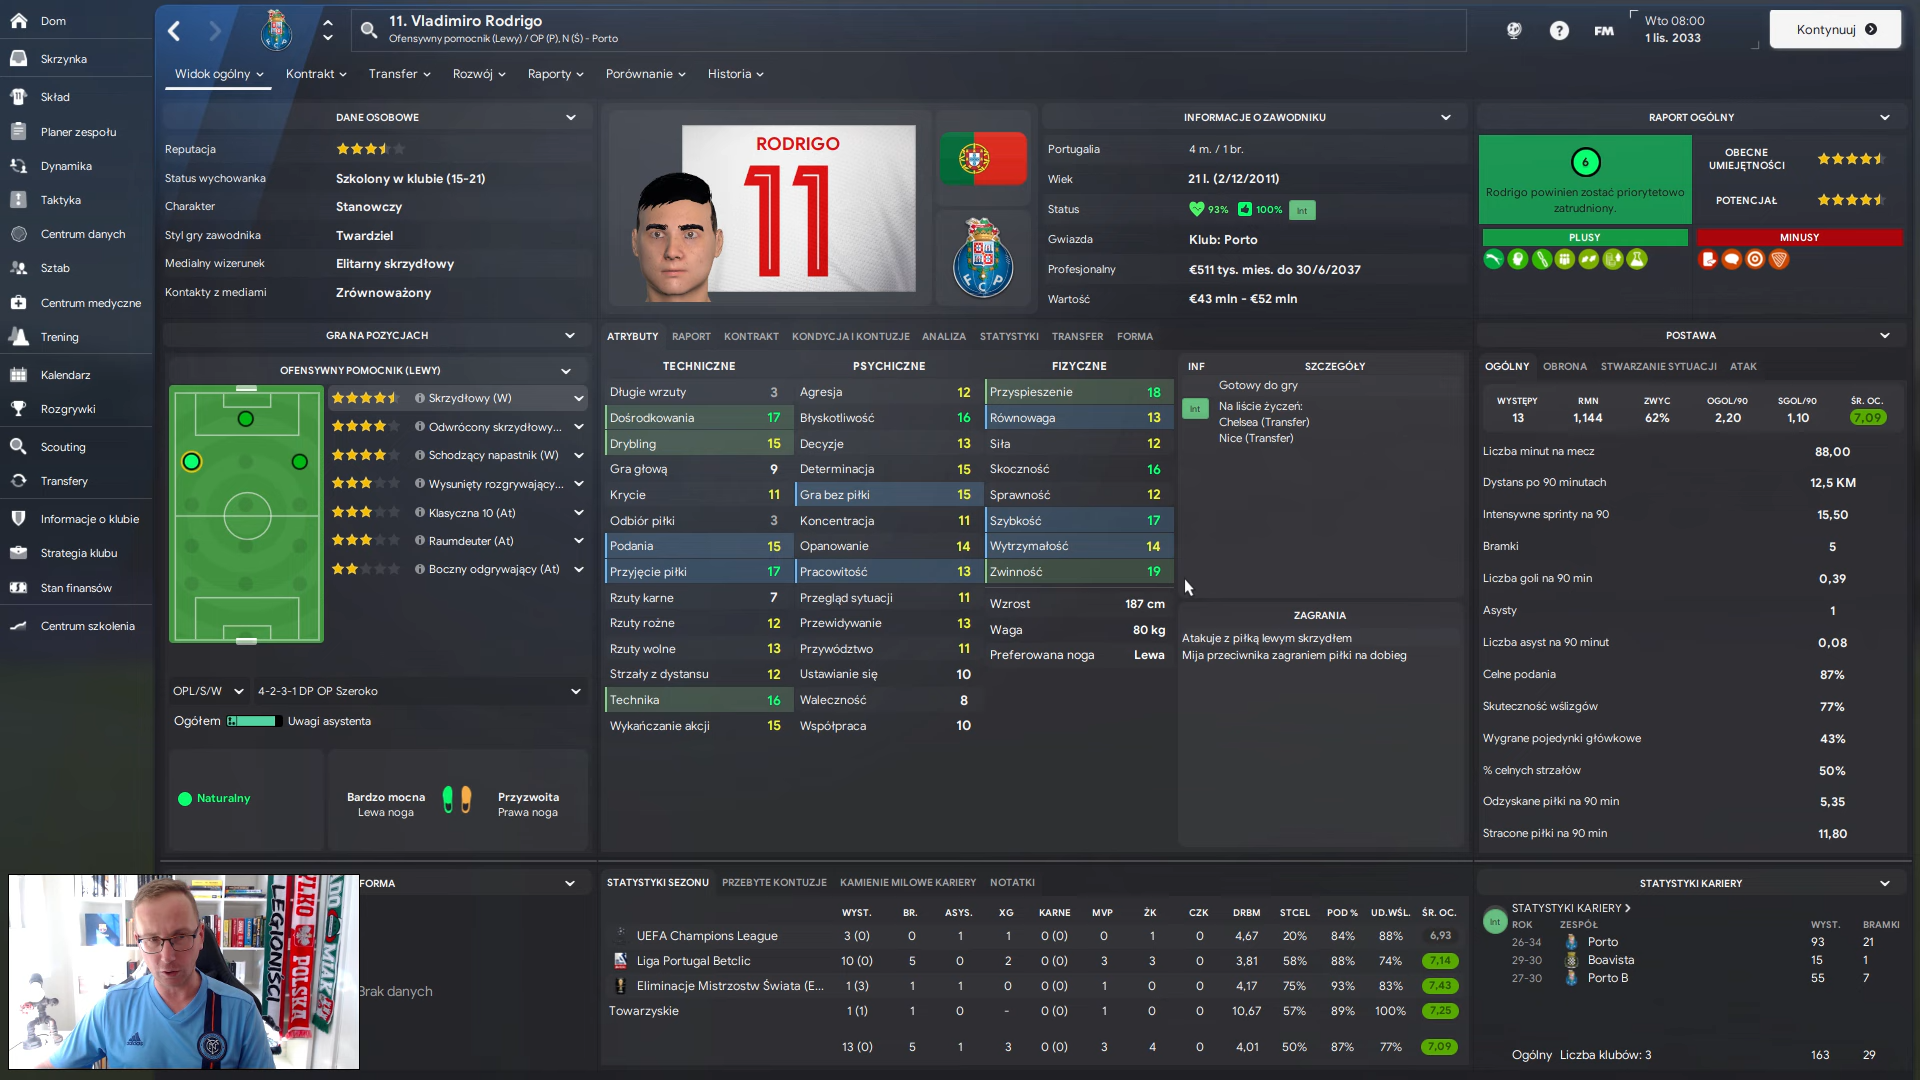 Dom
Skrzynka
Skład
Planer zespołu
Dynamika
Taktyka
Centrum danych
Sztab
Centrum medyczne
Trening
Kalendarz
Rozgrywki
Scouting
Transfery
Informacje o klubie
Strategia klubu
Stan finansów
Centrum szkolenia
11. Vladimiro Rodrigo
Ofensywny pomocnik (Lewy) / OP (P), N (Ś) - Porto
FM
Wto 08:00
1 lis. 2033
Kontynuuj
Widok ogólny Kontrakt Transfer Rozwój Raporty Porównanie Historia
DANE OSOBOWE
Reputacja
Status wychowanka Szkolony w klubie (15-21)
Charakter Stanowczy
Styl gry zawodnika Twardziel
Medialny wizerunek Elitarny skrzydłowy
Kontakty z mediami Zrównoważony
RODRIGO
11
INFORMACJE O ZAWODNIKU
Portugalia 4 m. / 1 br.
Wiek 21 l. (2/12/2011)
Status 93% 100% Int
Gwiazda Klub: Porto
Profesjonalny €511 tys. mies. do 30/6/2037
Wartość €43 mln - €52 mln
RAPORT OGÓLNY
6
Rodrigo powinien zostać priorytetowo
zatrudniony.
OBECNE
UMIEJĘTNOŚCI
POTENCJAŁ
PLUSY MINUSY
GRA NA POZYCJACH
OFENSYWNY POMOCNIK (LEWY)
Skrzydłowy (W)
Odwrócony skrzydłowy...
Schodzący napastnik (W)
Wysunięty rozgrywający...
Klasyczna 10 (At)
Raumdeuter (At)
Boczny odgrywający (At)
OPL/S/W 4-2-3-1 DP OP Szeroko
Ogółem Uwagi asystenta
Naturalny
Bardzo mocna
Lewa noga
Przyzwoita
Prawa noga
ATRYBUTY RAPORT KONTRAKT KONDYCJA I KONTUZJE ANALIZA STATYSTYKI TRANSFER FORMA
TECHNICZNE
Długie wrzuty 3
Dośrodkowania 17
Drybling 15
Gra głową 9
Krycie 11
Odbiór piłki 3
Podania 15
Przyjęcie piłki 17
Rzuty karne 7
Rzuty rożne 12
Rzuty wolne 13
Strzały z dystansu 12
Technika 16
Wykańczanie akcji 15
PSYCHICZNE
Agresja 12
Błyskotliwość 16
Decyzje 13
Determinacja 15
Gra bez piłki 15
Koncentracja 11
Opanowanie 14
Pracowitość 13
Przegląd sytuacji 11
Przewidywanie 13
Przywództwo 11
Ustawianie się 10
Waleczność 8
Współpraca 10
FIZYCZNE
Przyspieszenie 18
Równowaga 13
Siła 12
Skoczność 16
Sprawność 12
Szybkość 17
Wytrzymałość 14
Zwinność 19
Wzrost 187 cm
Waga 80 kg
Preferowana noga Lewa
INF SZCZEGÓŁY
Gotowy do gry
Int
Na liście życzeń:
Chelsea (Transfer)
Nice (Transfer)
ZAGRANIA
Atakuje z piłką lewym skrzydłem
Mija przeciwnika zagraniem piłki na dobieg
POSTAWA
OGÓLNY OBRONA STWARZANIE SYTUACJI ATAK
WYSTĘPY RMN ZWYC OGOL/90 SGOL/90 ŚR. OC.
13 1,144 62% 2,20 1,10 7,09
Liczba minut na mecz 88,00
Dystans po 90 minutach 12,5 KM
Intensywne sprinty na 90 15,50
Bramki 5
Liczba goli na 90 min 0,39
Asysty 1
Liczba asyst na 90 minut 0,08
Celne podania 87%
Skuteczność wślizgów 77%
Wygrane pojedynki główkowe 43%
% celnych strzałów 50%
Odzyskane piłki na 90 min 5,35
Stracone piłki na 90 min 11,80
FORMA
Brak danych
LEGIONIŚCI
POLSKA
STATYSTYKI SEZONU PRZEBYTE KONTUZJE KAMIENIE MILOWE KARIERY NOTATKI
WYST. BR. ASYS. XG KARNE MVP ŻK CZK DRBM STCEL POD % UD.WŚL. ŚR. OC.
UEFA Champions League 3 (0) 0 1 1 0 (0) 0 1 0 4,67 20% 84% 88% 6,93
Liga Portugal Betclic 10 (0) 5 0 2 0 (0) 3 3 0 3,81 58% 88% 74% 7,14
Eliminacje Mistrzostw Świata (E... 1 (3) 1 1 0 0 (0) 1 0 0 4,17 75% 93% 83% 7,43
Towarzyskie 1 (1) 1 0 - 0 (0) 1 0 0 10,67 57% 89% 100% 7,25
13 (0) 5 1 3 0 (0) 3 4 0 4,01 50% 87% 77% 7,09
STATYSTYKI KARIERY
Int
STATYSTYKI KARIERY
ROK ZESPÓŁ WYST. BRAMKI
26-34 Porto 93 21
29-30 Boavista 15 1
27-30 Porto B 55 7
Ogólny Liczba klubów: 3 163 29